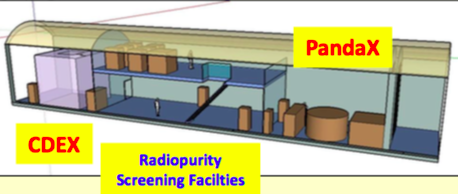 PandaX
CDEX
Radiopurity
Screening Facilties